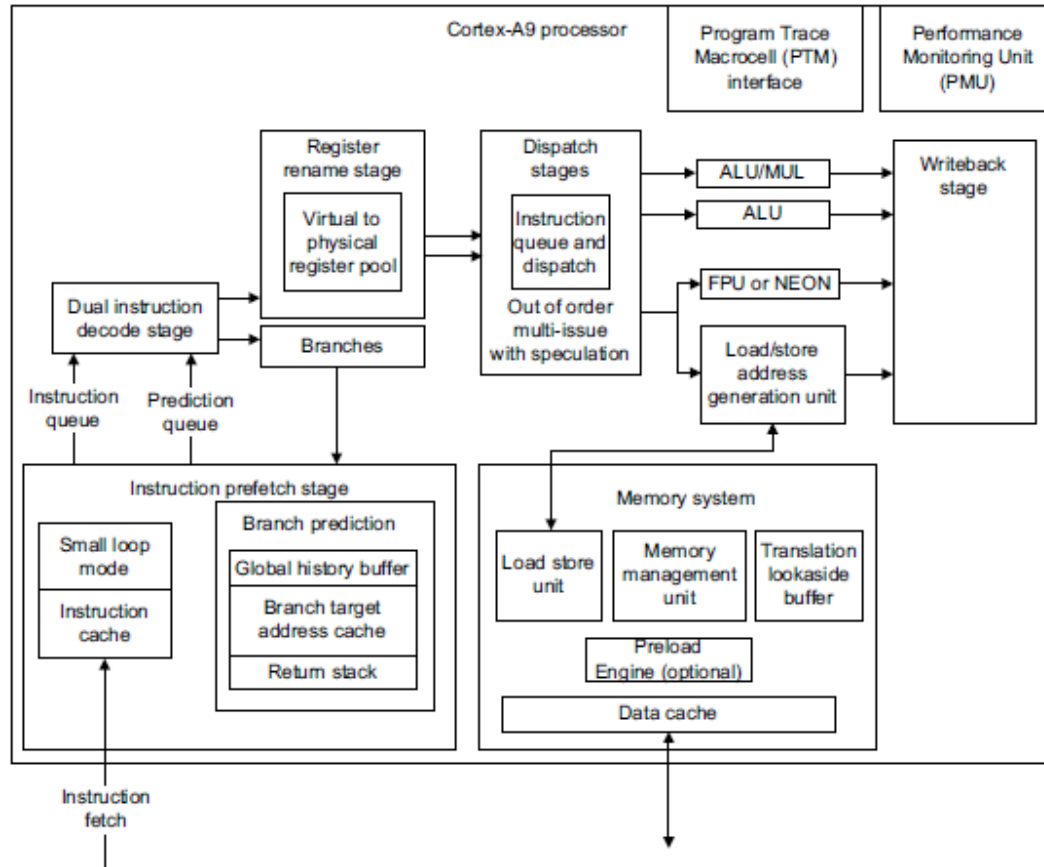 Cortex-A9 processor
Program Trace
Macrocell (PTM)
interface
Performance
Monitoring Unit
(PMU)
Register
rename stage
Virtual to
physical
register pool
Dispatch
stages
Instruction
queue and
dispatch
Out of order
multi-issue
with speculation
ALU/MUL
ALU
FPU or NEON
Load/store
address
generation unit
Writeback
stage
Dual instruction
decode stage
Branches
Instruction
queue
Prediction
queue
Instruction prefetch stage
Small loop
mode
Instruction
cache
Branch prediction
Global history buffer
Branch target
address cache
Return stack
Memory system
Load store
unit
Memory
management
unit
Translation
lookaside
buffer
Preload
Engine (optional)
Data cache
Instruction
fetch